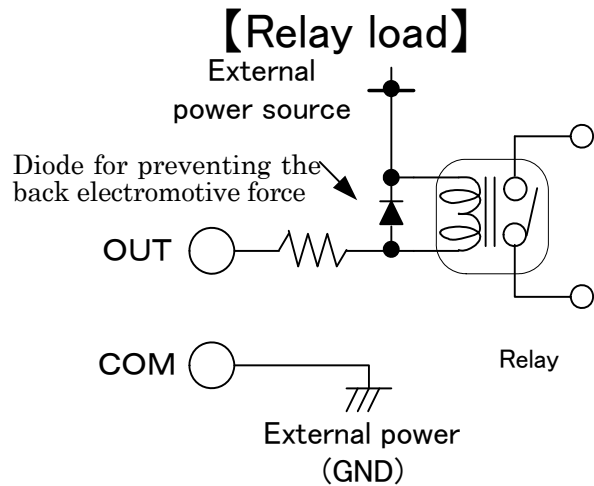 【Relay load】
External
power source
Diode for preventing the
back electromotive force
OUT
COM
Relay
External power
(GND)